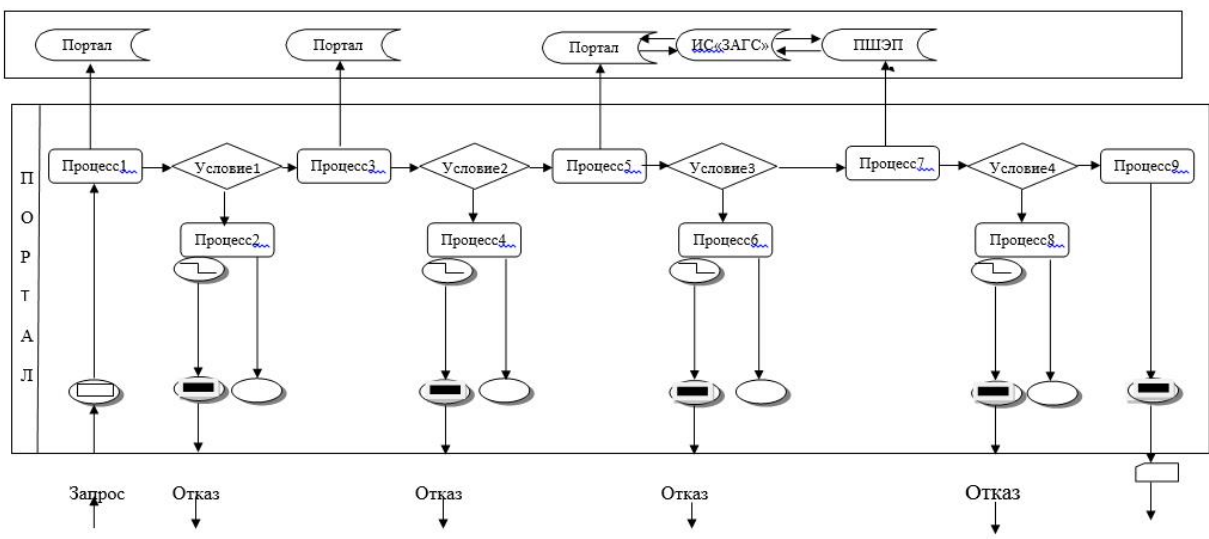 Портал
Портал
Портал
ИС«ЗАГС»
ПШЭП
ПОРТАЛ
Процесс1
Условие1
Процесс3
Условие2
Процесс5
Условие3
Процесс7
Условие4
Процесс9
Процесс2
Процесс4
Процесс6
Процесс8
Запрос
Отказ
Отказ
Отказ
Отказ